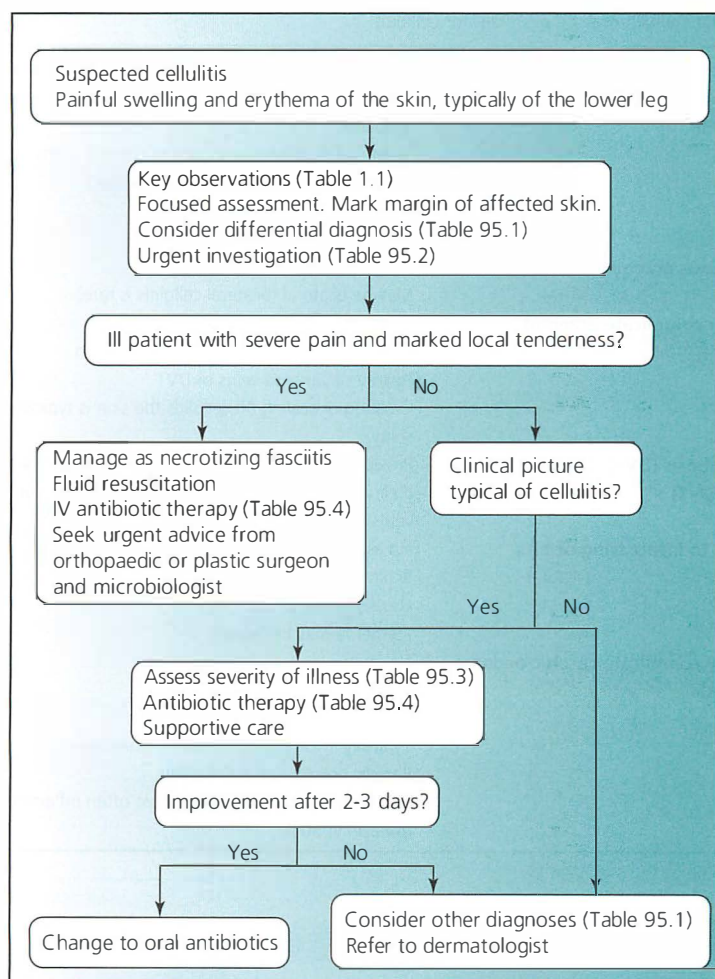 Suspected cellulitis
Painful swelling and erythema of the skin, typically of the lower leg
Key observations (Table 1.1)
Focused assessment. Mark margin of affected skin.
Consider differential diagnosis (Table 95.1)
Urgent investigation (Table 95.2)
Ill patient with severe pain and marked local tenderness?
Yes
No
Manage as necrotizing fasciitis
Fluid resuscitation
IV antibiotic therapy (Table 95.4)
Seek urgent advice from
orthopaedic or plastic surgeon
and microbiologist
Clinical picture
typical of cellulitis?
Yes
No
Assess severity of illness (Table 95.3)
Antibiotic therapy (Table 95.4)
Supportive care
Improvement after 2-3 days?
Yes
No
Change to oral antibiotics
Consider other diagnoses (Table 95.1)
Refer to dermatologist